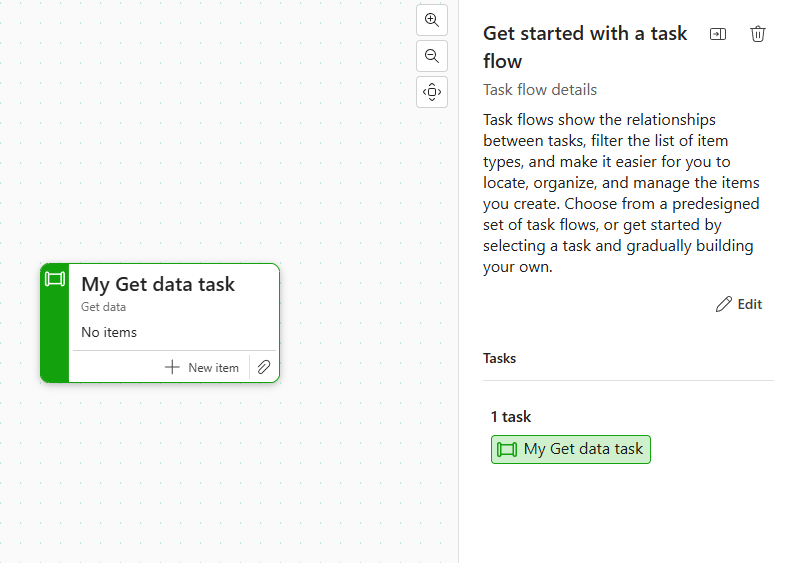 My Get data task
Get data
No items
New item
Get started with a task
flow
Task flow details
Task flows show the relationships
between tasks, filter the list of item
types, and make it easier for you to
locate, organize, and manage the items
you create. Choose from a predesigned
set of task flows, or get started by
selecting a task and gradually building
your own.
Edit
Tasks
1 task
My Get data task